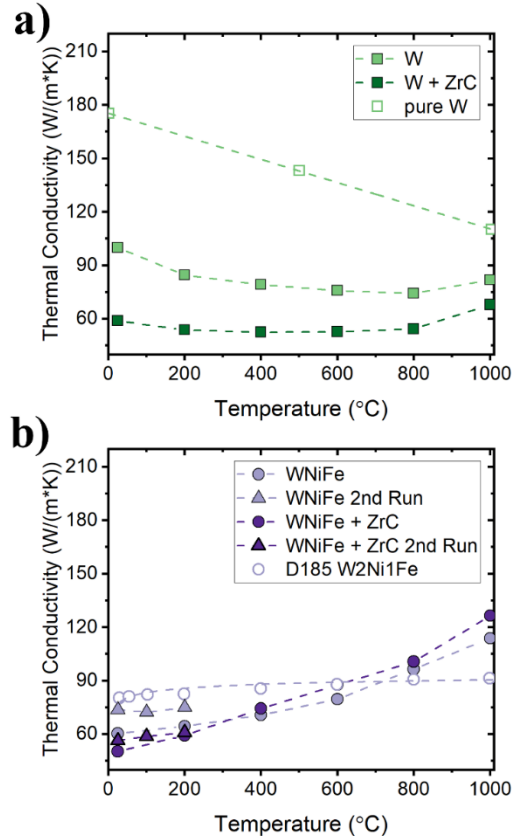 a)
210
180
150
120
90
60
Thermal Conductivity (W/(m*K)
W
W + ZrC
pure W
0 200 400 600 800 1000
Temperature (°C)
b)
210
180
150
120
90
60
Thermal Conductivity (W/(m*K)
WNiFe
WNiFe 2nd Run
WNiFe + ZrC
WNiFe + ZrC 2nd Run
D185 W2Ni1Fe
0 200 400 600 800 1000
Temperature (°C)